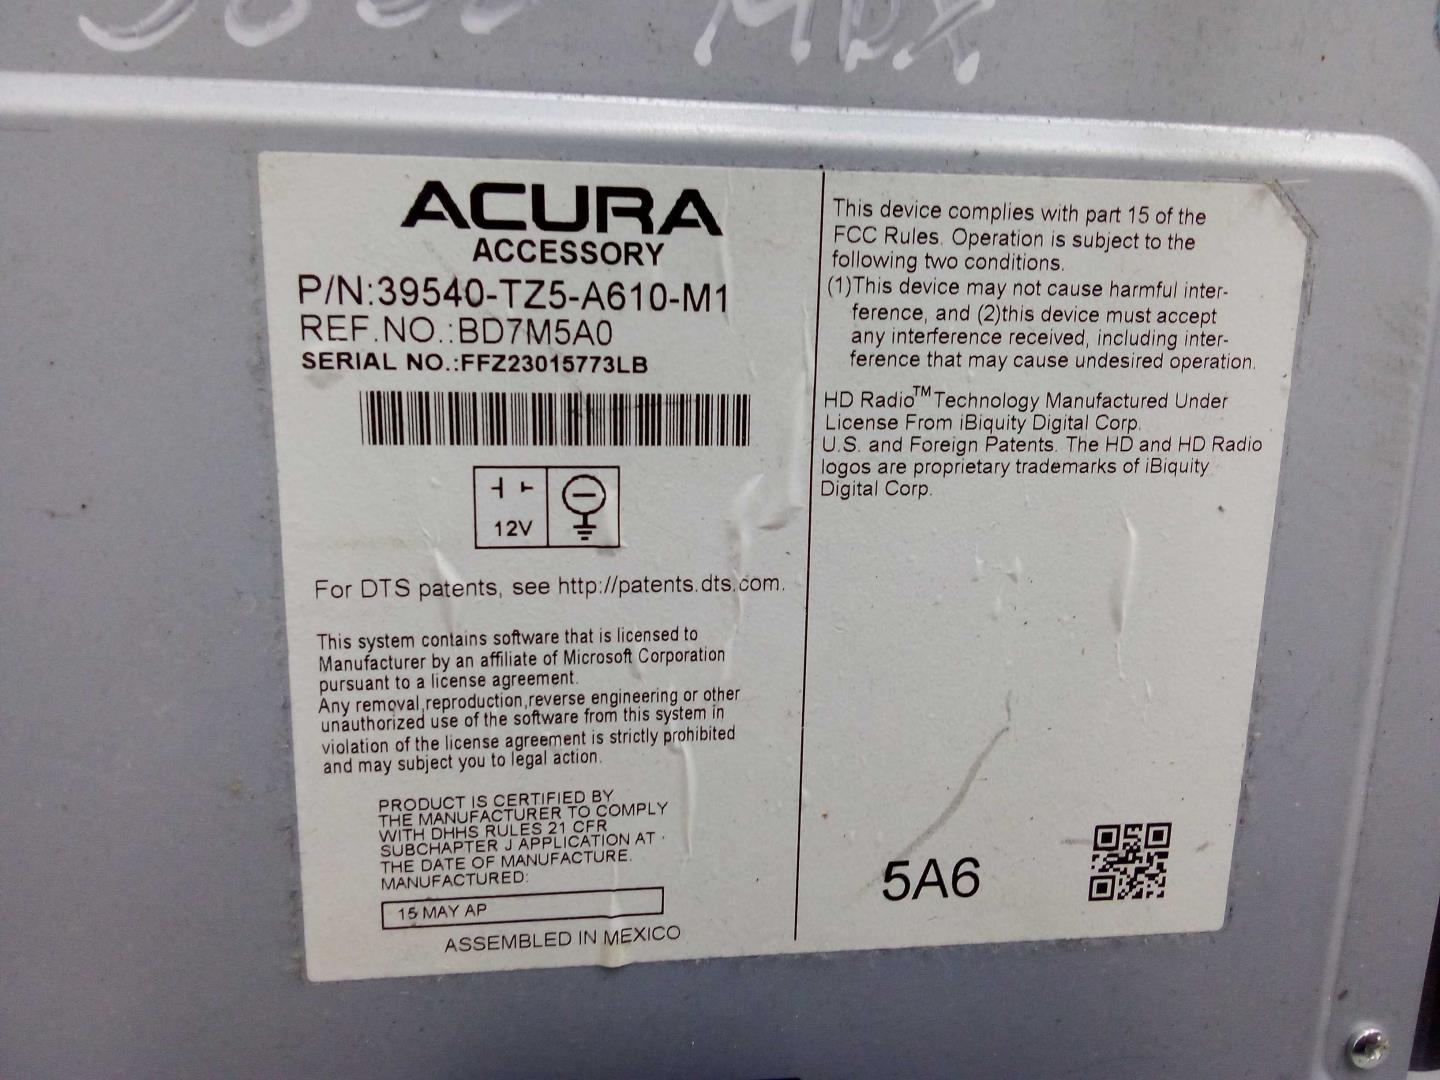 MDX
ACURA
ACCESSORY
P/N:39540-TZ5-A610-M1
REF.NO.:BD7M5A0
SERIAL NO.:FFZ23015773LB
12V
For DTS patents, see http://patents.dts.com.
This system contains software that is licensed to
Manufacturer by an affiliate of Microsoft Corporation
pursuant to a license agreement.
Any removal,reproduction,reverse engineering or other
unauthorized use of the software from this system in
violation of the license agreement is strictly prohibited
and may subject you to legal action.
PRODUCT IS CERTIFIED BY
THE MANUFACTURER TO COMPLY
WITH DHHS RULES 21 CFR
SUBCHAPTER J APPLICATION AT
THE DATE OF MANUFACTURE.
MANUFACTURED:
15 MAY AP
ASSEMBLED IN MEXICO
This device complies with part 15 of the
FCC Rules. Operation is subject to the
following two conditions.
(1)This device may not cause harmful inter-
ference, and (2)this device must accept
any interference received, including inter-
ference that may cause undesired operation.
HD Radio™ Technology Manufactured Under
License From iBiquity Digital Corp.
U.S. and Foreign Patents. The HD and HD Radio
logos are proprietary trademarks of iBiquity
Digital Corp.
5A6